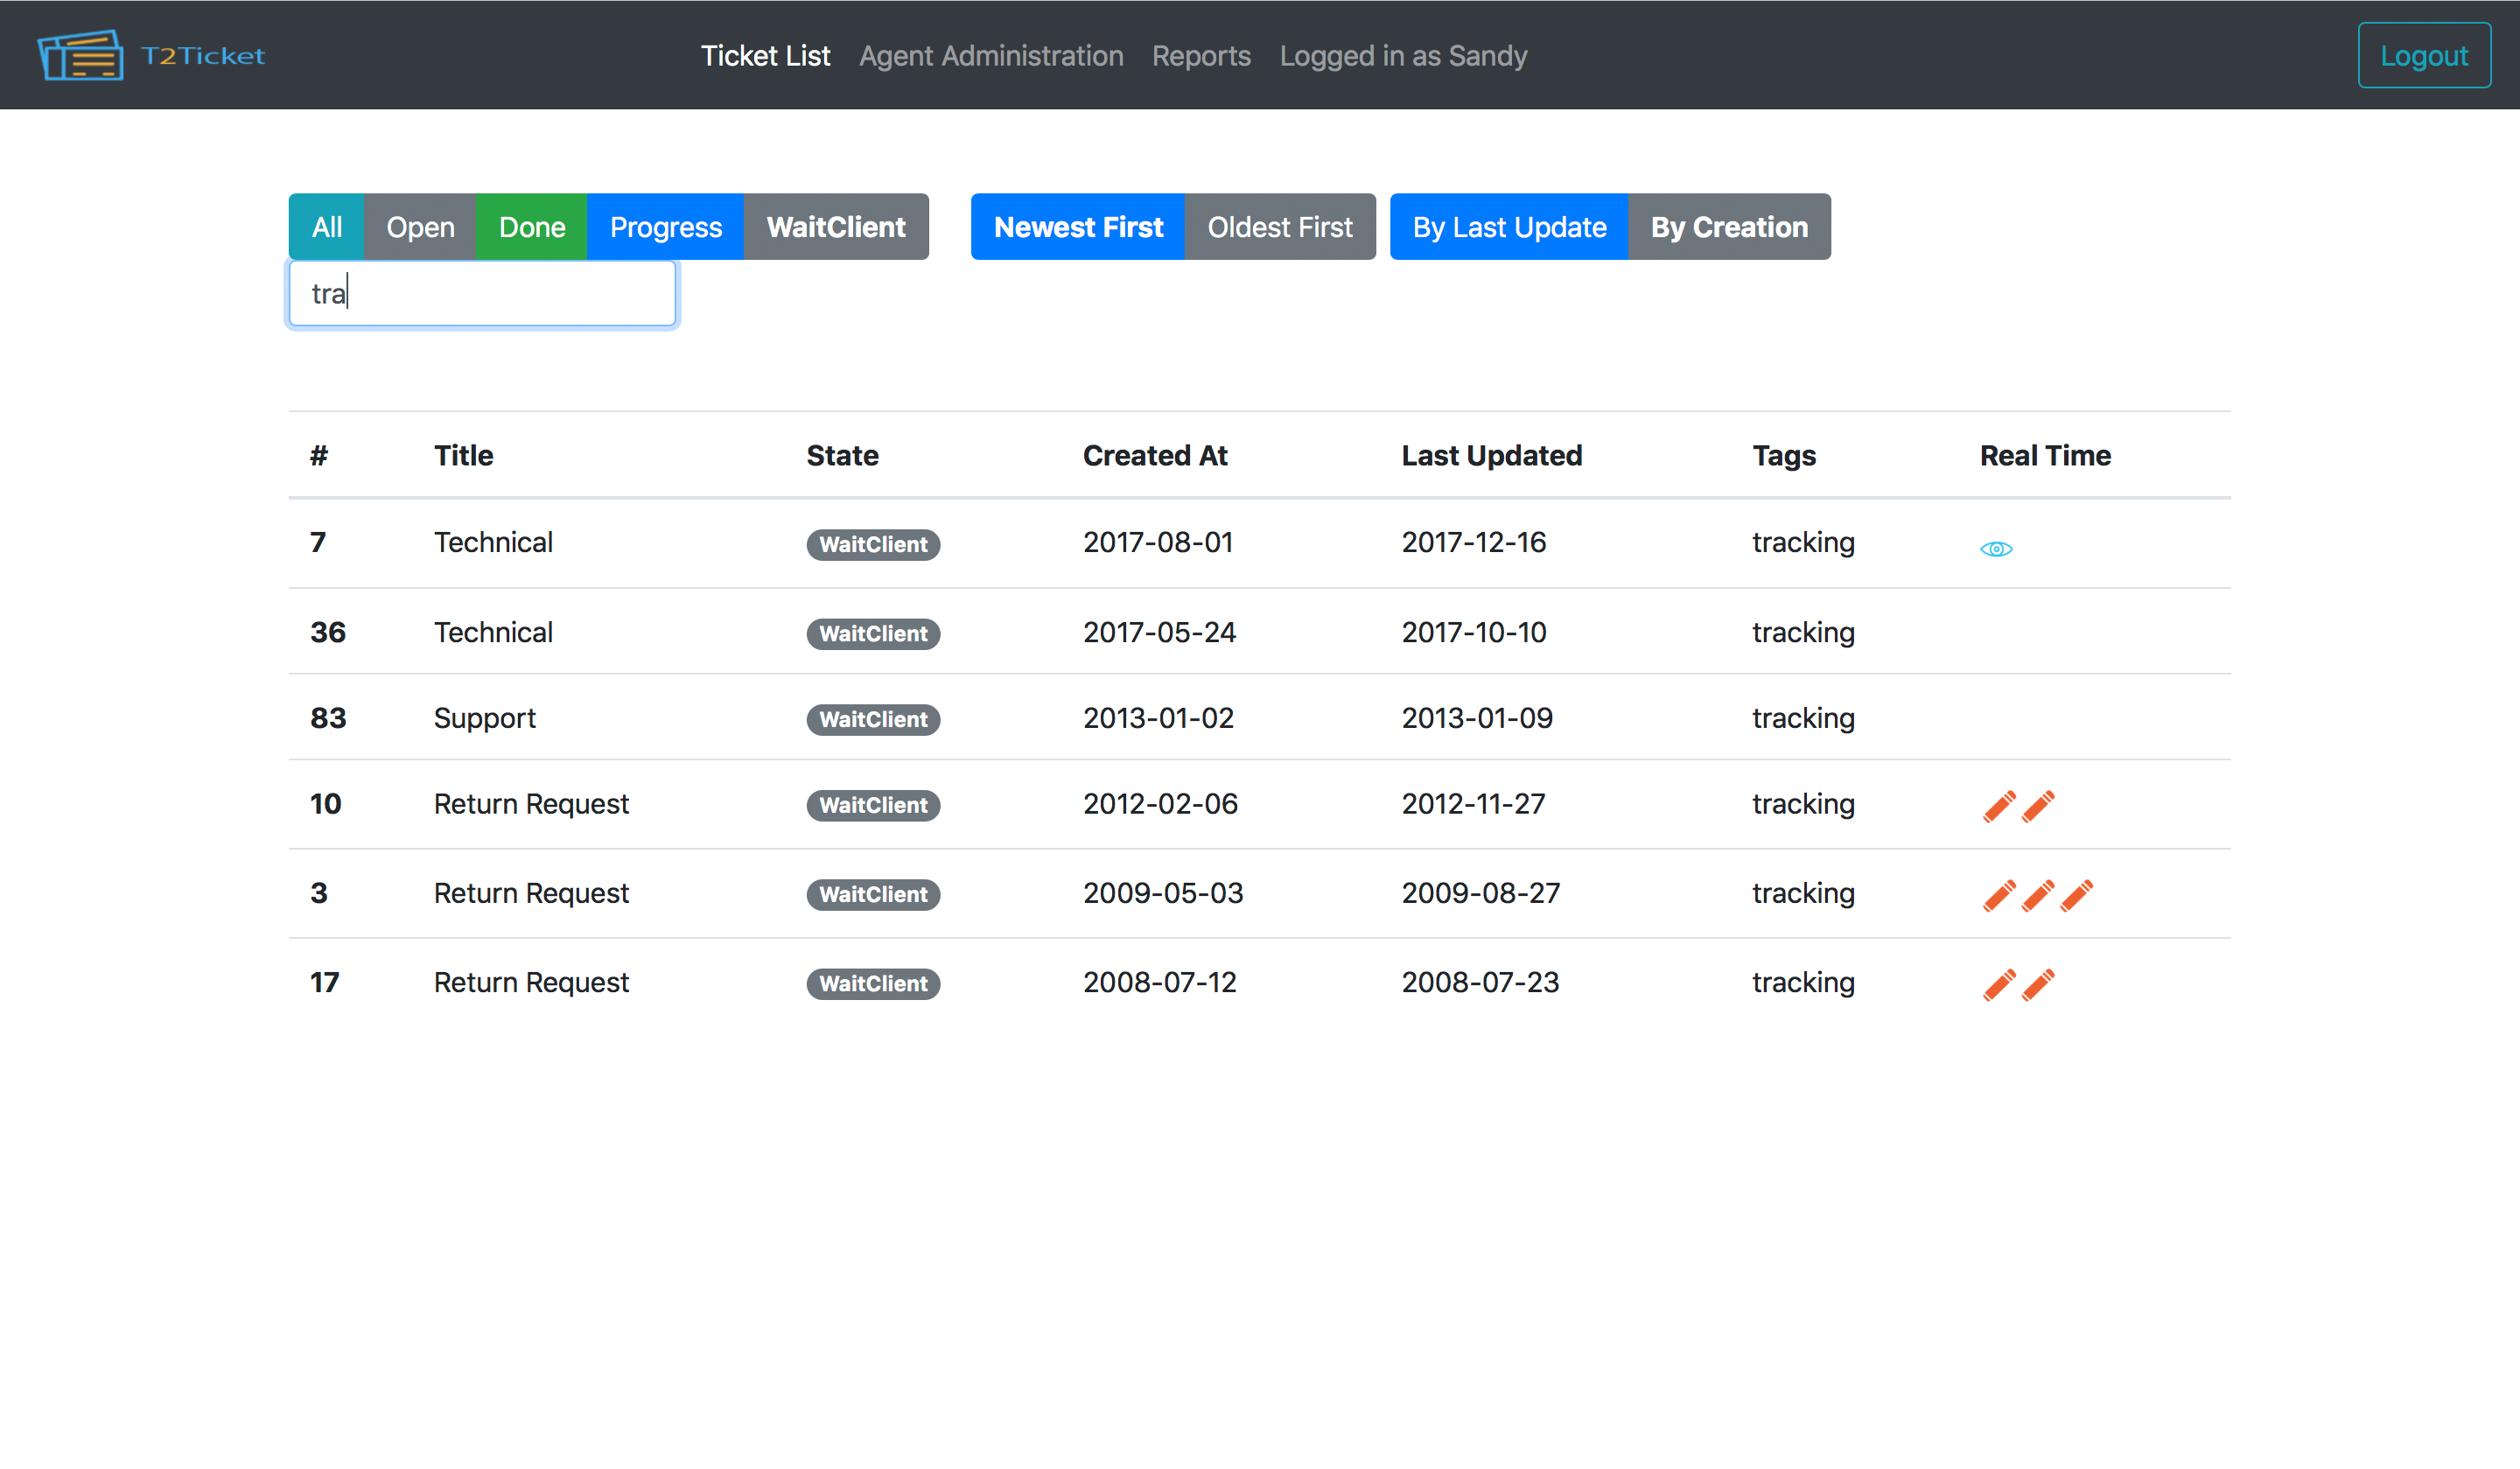 T2Ticket Ticket List Agent Administration Reports Logged in as Sandy Logout
All Open Done Progress WaitClient Newest First Oldest First By Last Update By Creation
tra
# Title State Created At Last Updated Tags Real Time
7 Technical WaitClient 2017-08-01 2017-12-16 tracking
36 Technical WaitClient 2017-05-24 2017-10-10 tracking
83 Support WaitClient 2013-01-02 2013-01-09 tracking
10 Return Request WaitClient 2012-02-06 2012-11-27 tracking
3 Return Request WaitClient 2009-05-03 2009-08-27 tracking
17 Return Request WaitClient 2008-07-12 2008-07-23 tracking